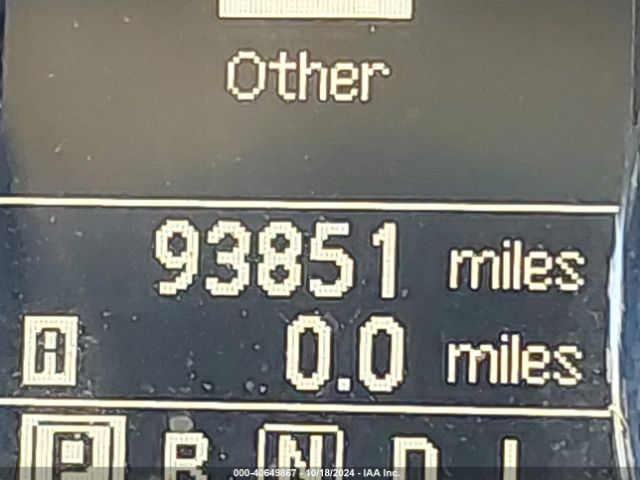 Other
93851 miles
A 0.0 miles
P R N D L
000-40649867 - 10/18/2024 - IAA Inc.